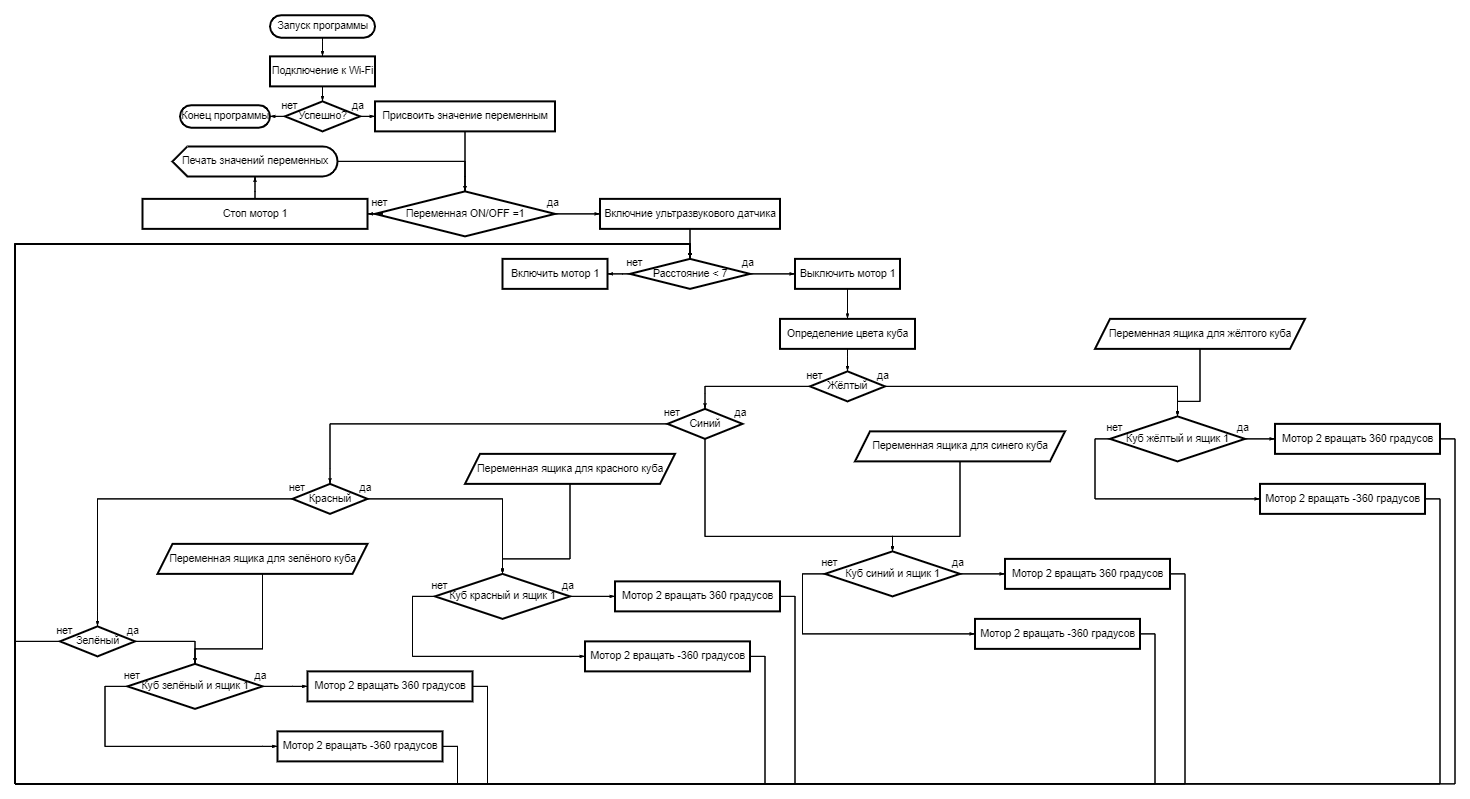 Запуск программы
Подключение к Wi-Fi
нет
да
Конец программы
Успешно?
Присвоить значение переменным
Печать значений переменных
нет
да
Стоп мотор 1
Переменная ON/OFF =1
Включние ультразвукового датчика
нет
да
Включить мотор 1
Расстояние < 7
Выключить мотор 1
Определение цвета куба
Переменная ящика для жёлтого куба
нет
да
Жёлтый
нет
да
Синий
нет
да
Куб жёлтый и ящик 1
Мотор 2 вращать 360 градусов
Переменная ящика для синего куба
Переменная ящика для красного куба
нет
да
Красный
Мотор 2 вращать -360 градусов
Переменная ящика для зелёного куба
нет
да
Куб синий и ящик 1
Мотор 2 вращать 360 градусов
нет
да
Куб красный и ящик 1
Мотор 2 вращать 360 градусов
нет
да
Зелёный
Мотор 2 вращать -360 градусов
Мотор 2 вращать -360 градусов
нет
да
Куб зелёный и ящик 1
Мотор 2 вращать 360 градусов
Мотор 2 вращать -360 градусов